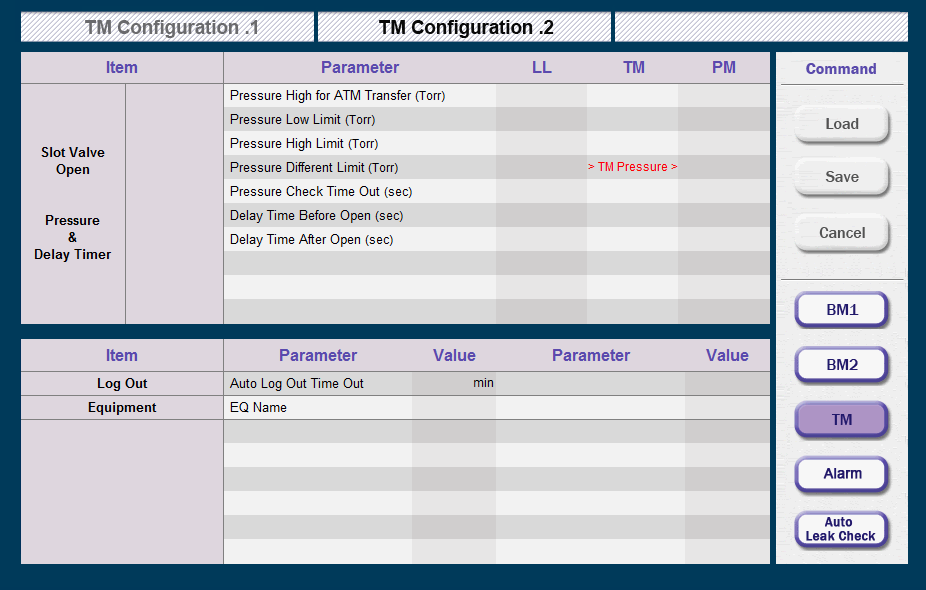 TM Configuration .1
TM Configuration .2
Item Parameter LL TM PM
Slot Valve
Open
Pressure
&
Delay Timer
Pressure High for ATM Transfer (Torr)
Pressure Low Limit (Torr)
Pressure High Limit (Torr)
Pressure Different Limit (Torr) > TM Pressure >
Pressure Check Time Out (sec)
Delay Time Before Open (sec)
Delay Time After Open (sec)
Item Parameter Value Parameter Value
Log Out Auto Log Out Time Out min
Equipment EQ Name
Command
Load
Save
Cancel
BM1
BM2
TM
Alarm
Auto
Leak Check